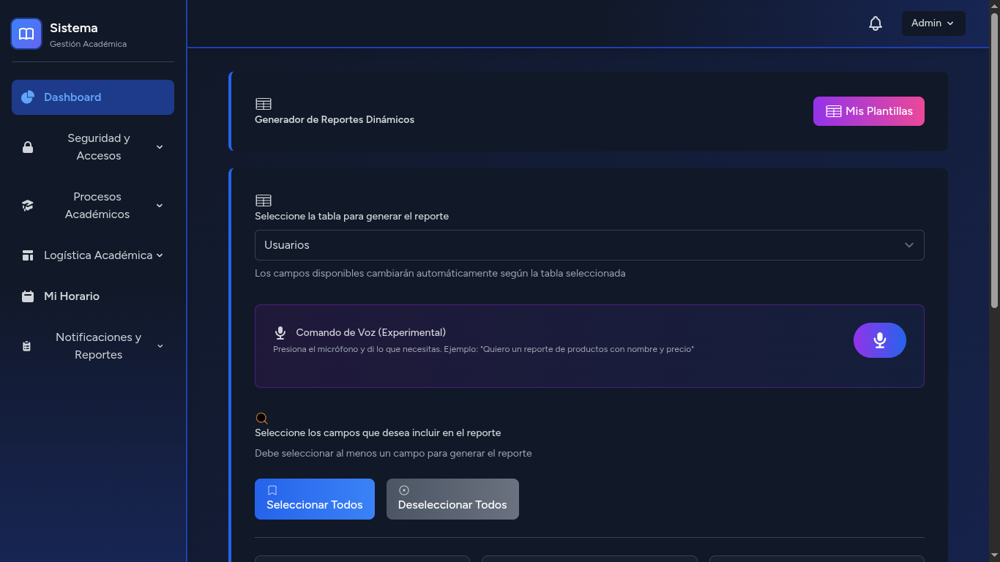 Sistema
Gestión Académica
Dashboard
Seguridad y
Accesos
Procesos
Académicos
Logística Académica
Mi Horario
Notificaciones y
Reportes
Admin
Generador de Reportes Dinámicos
Mis Plantillas
Seleccione la tabla para generar el reporte
Usuarios
Los campos disponibles cambiarán automáticamente según la tabla seleccionada
Comando de Voz (Experimental)
Presiona el micrófono y di lo que necesitas. Ejemplo: "Quiero un reporte de productos con nombre y precio"
Seleccione los campos que desea incluir en el reporte
Debe seleccionar al menos un campo para generar el reporte
Seleccionar Todos
Deseleccionar Todos